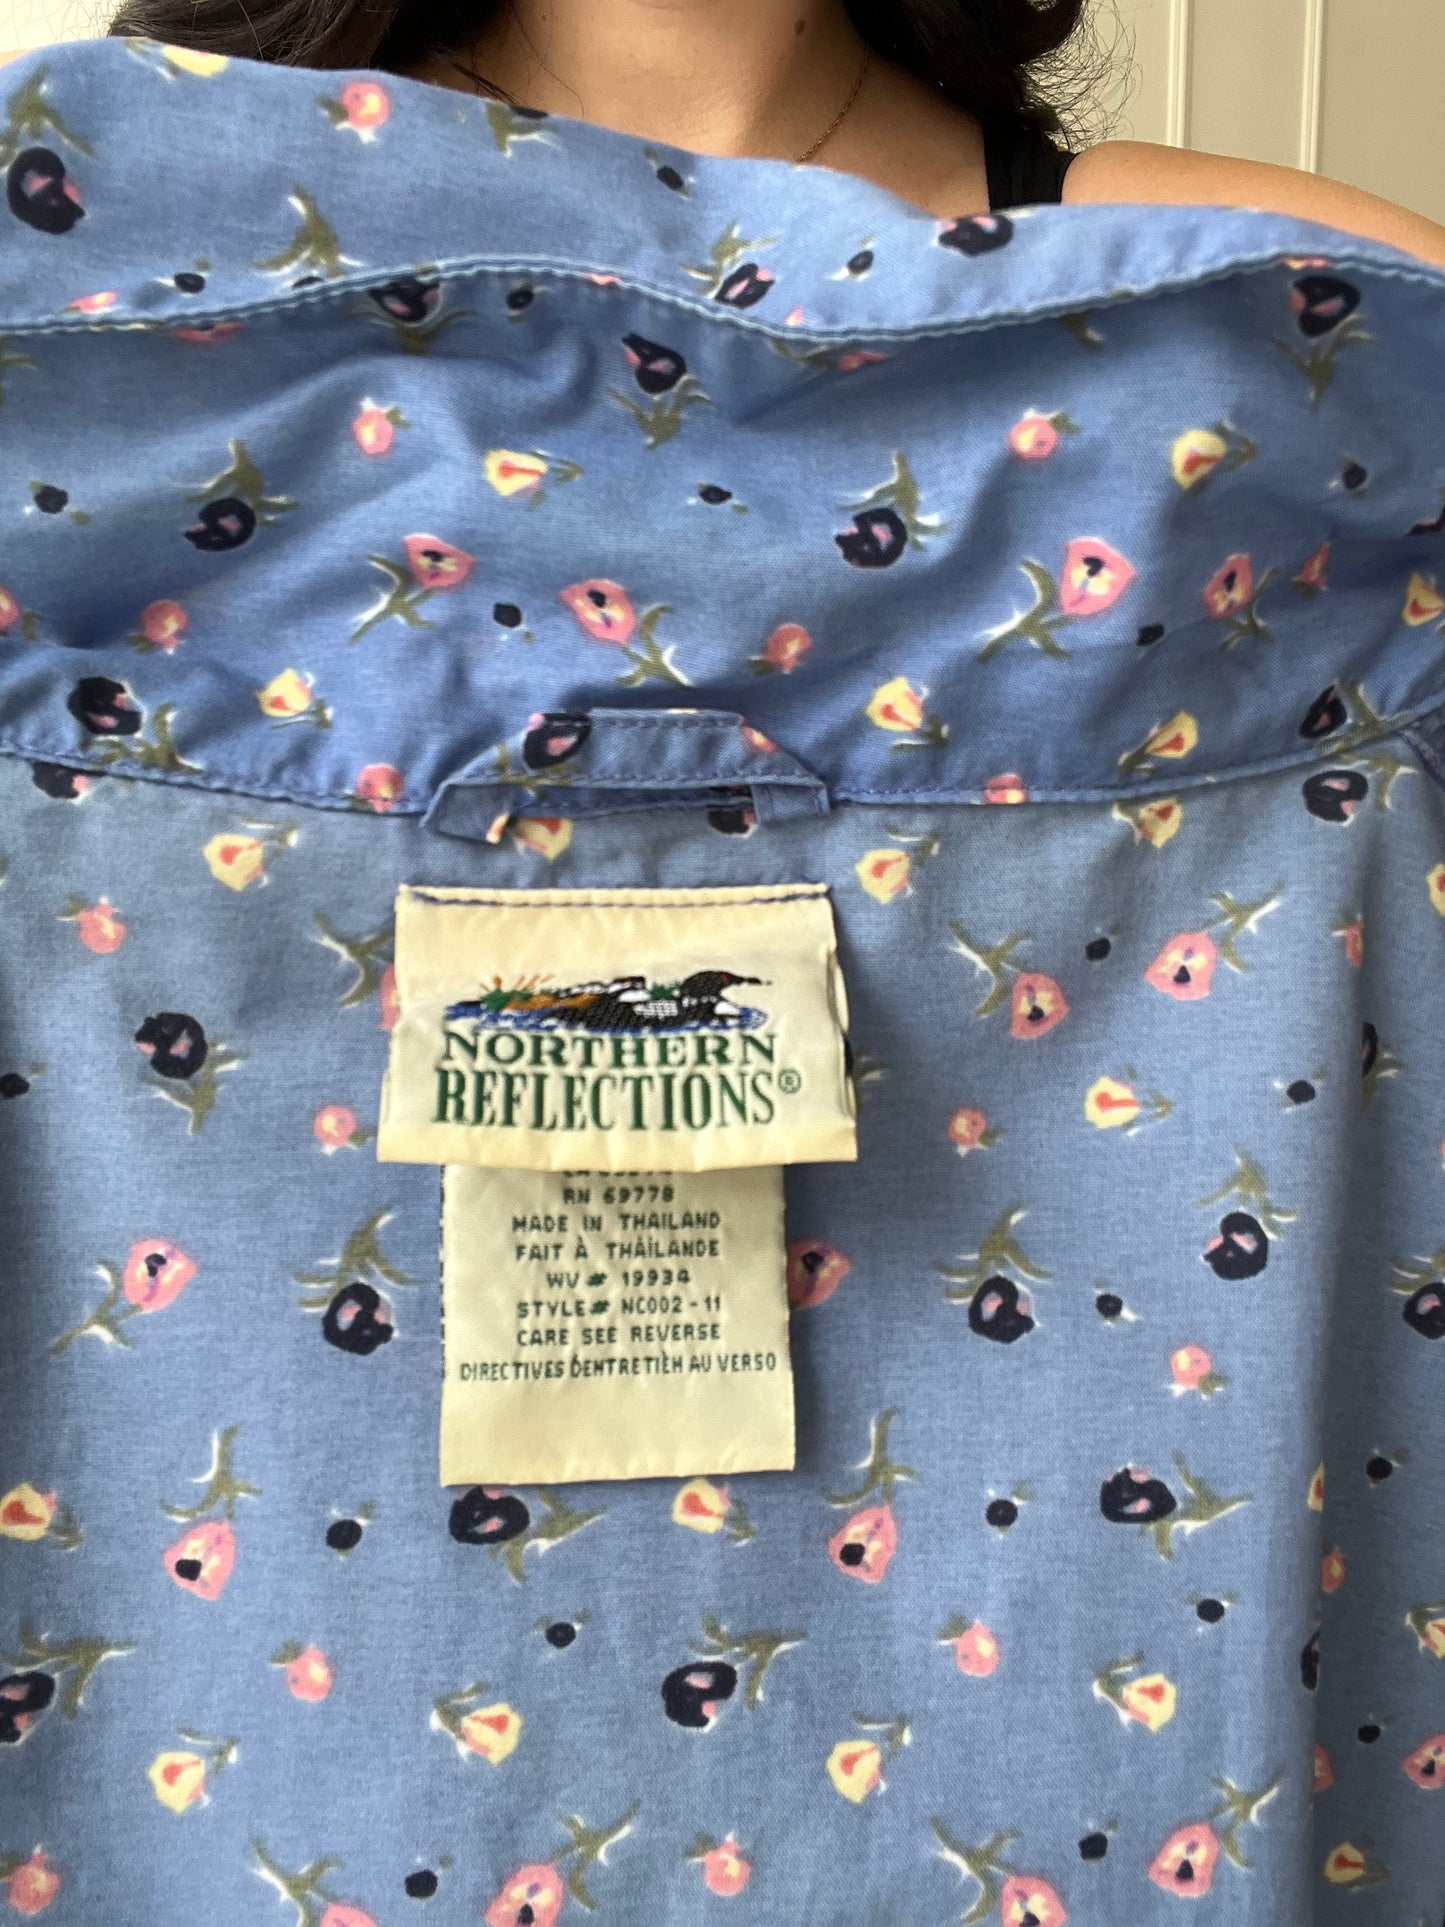 NORTHERN
REFLECTIONS®
RN 69778
MADE IN THAILAND
FAIT À THAÏLANDE
WV # 19934
STYLE# NC002-11
CARE SEE REVERSE
DIRECTIVES D'ENTRETIEN AU VERSO